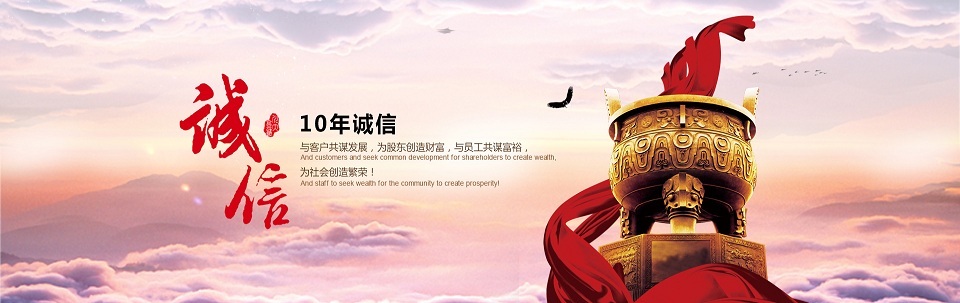 诚信
10年诚信
与客户共谋发展，为股东创造财富，与员工共谋富裕，
And customers and seek common development for shareholders to create wealth,
为社会创造繁荣！
And staff to seek wealth for the community to create prosperity!